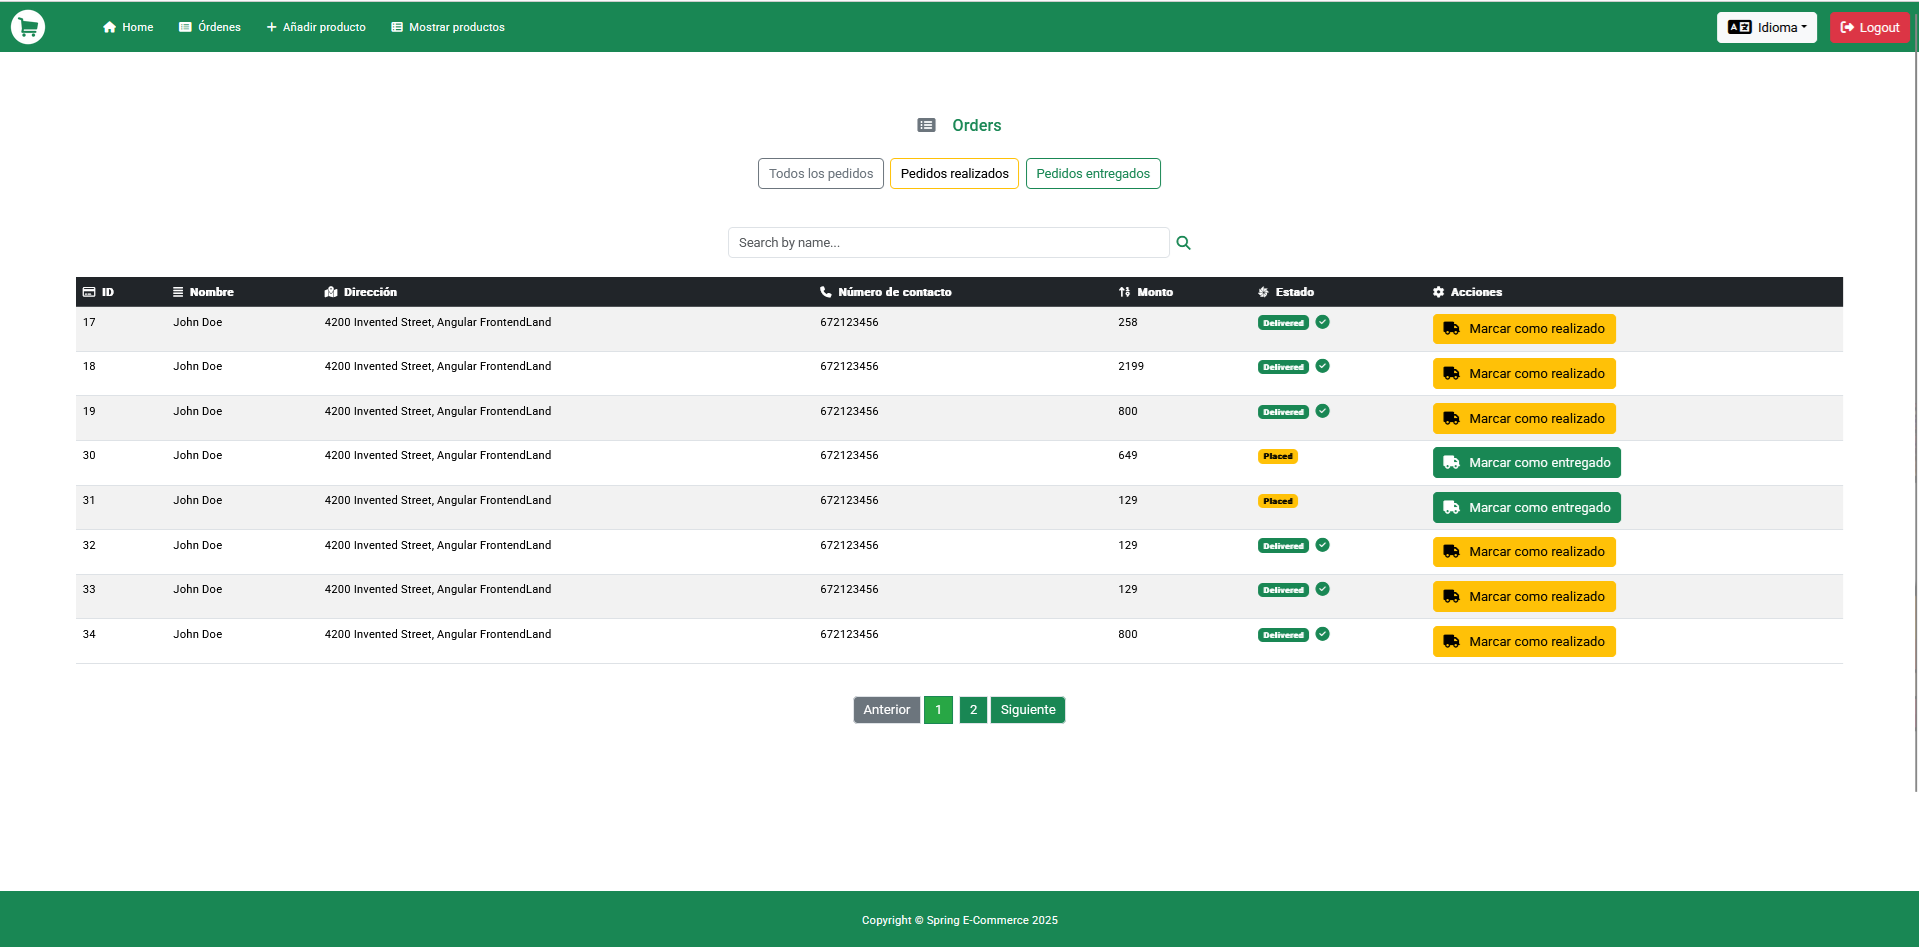 Home Órdenes Añadir producto Mostrar productos Idioma Logout
Orders
Todos los pedidos Pedidos realizados Pedidos entregados
Search by name...
ID Nombre Dirección Número de contacto Monto Estado Acciones
17 John Doe 4200 Invented Street, Angular FrontendLand 672123456 258 Delivered Marcar como realizado
18 John Doe 4200 Invented Street, Angular FrontendLand 672123456 2199 Delivered Marcar como realizado
19 John Doe 4200 Invented Street, Angular FrontendLand 672123456 800 Delivered Marcar como realizado
30 John Doe 4200 Invented Street, Angular FrontendLand 672123456 649 Placed Marcar como entregado
31 John Doe 4200 Invented Street, Angular FrontendLand 672123456 129 Placed Marcar como entregado
32 John Doe 4200 Invented Street, Angular FrontendLand 672123456 129 Delivered Marcar como realizado
33 John Doe 4200 Invented Street, Angular FrontendLand 672123456 129 Delivered Marcar como realizado
34 John Doe 4200 Invented Street, Angular FrontendLand 672123456 800 Delivered Marcar como realizado
Anterior 1 2 Siguiente
Copyright © Spring E-Commerce 2025